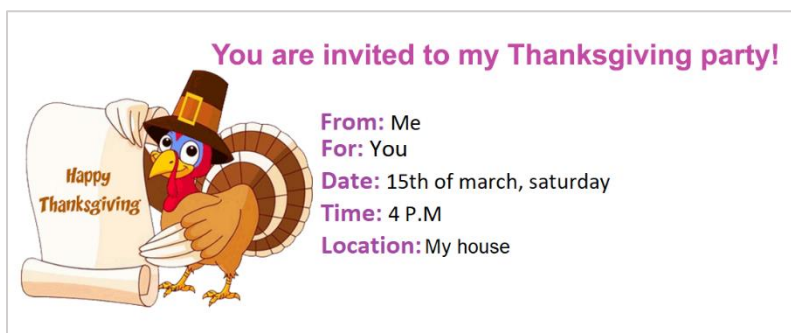 You are invited to my Thanksgiving party!
Happy
Thanksgiving
From: Me
For: You
Date: 15th of march, saturday
Time: 4 P.M
Location: My house